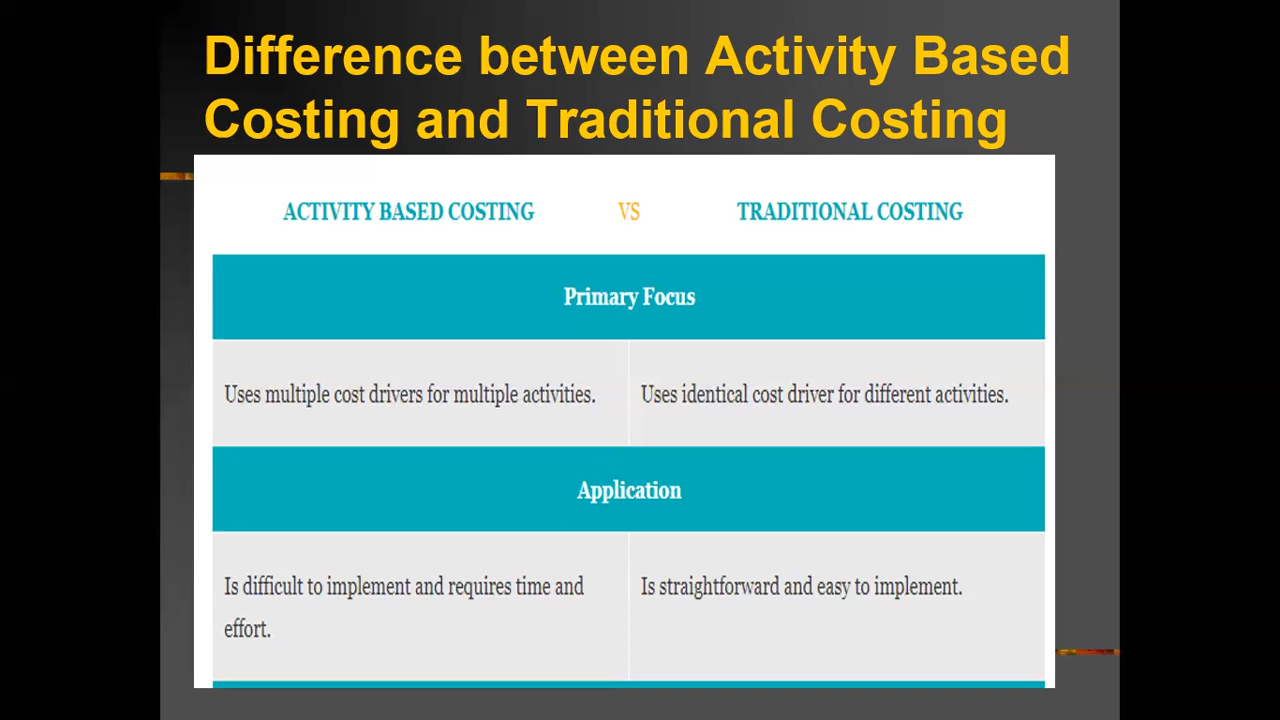 Difference between Activity Based
Costing and Traditional Costing
ACTIVITY BASED COSTING VS TRADITIONAL COSTING
Primary Focus
Uses multiple cost drivers for multiple activities. Uses identical cost driver for different activities.
Application
Is difficult to implement and requires time and Is straightforward and easy to implement.
effort.